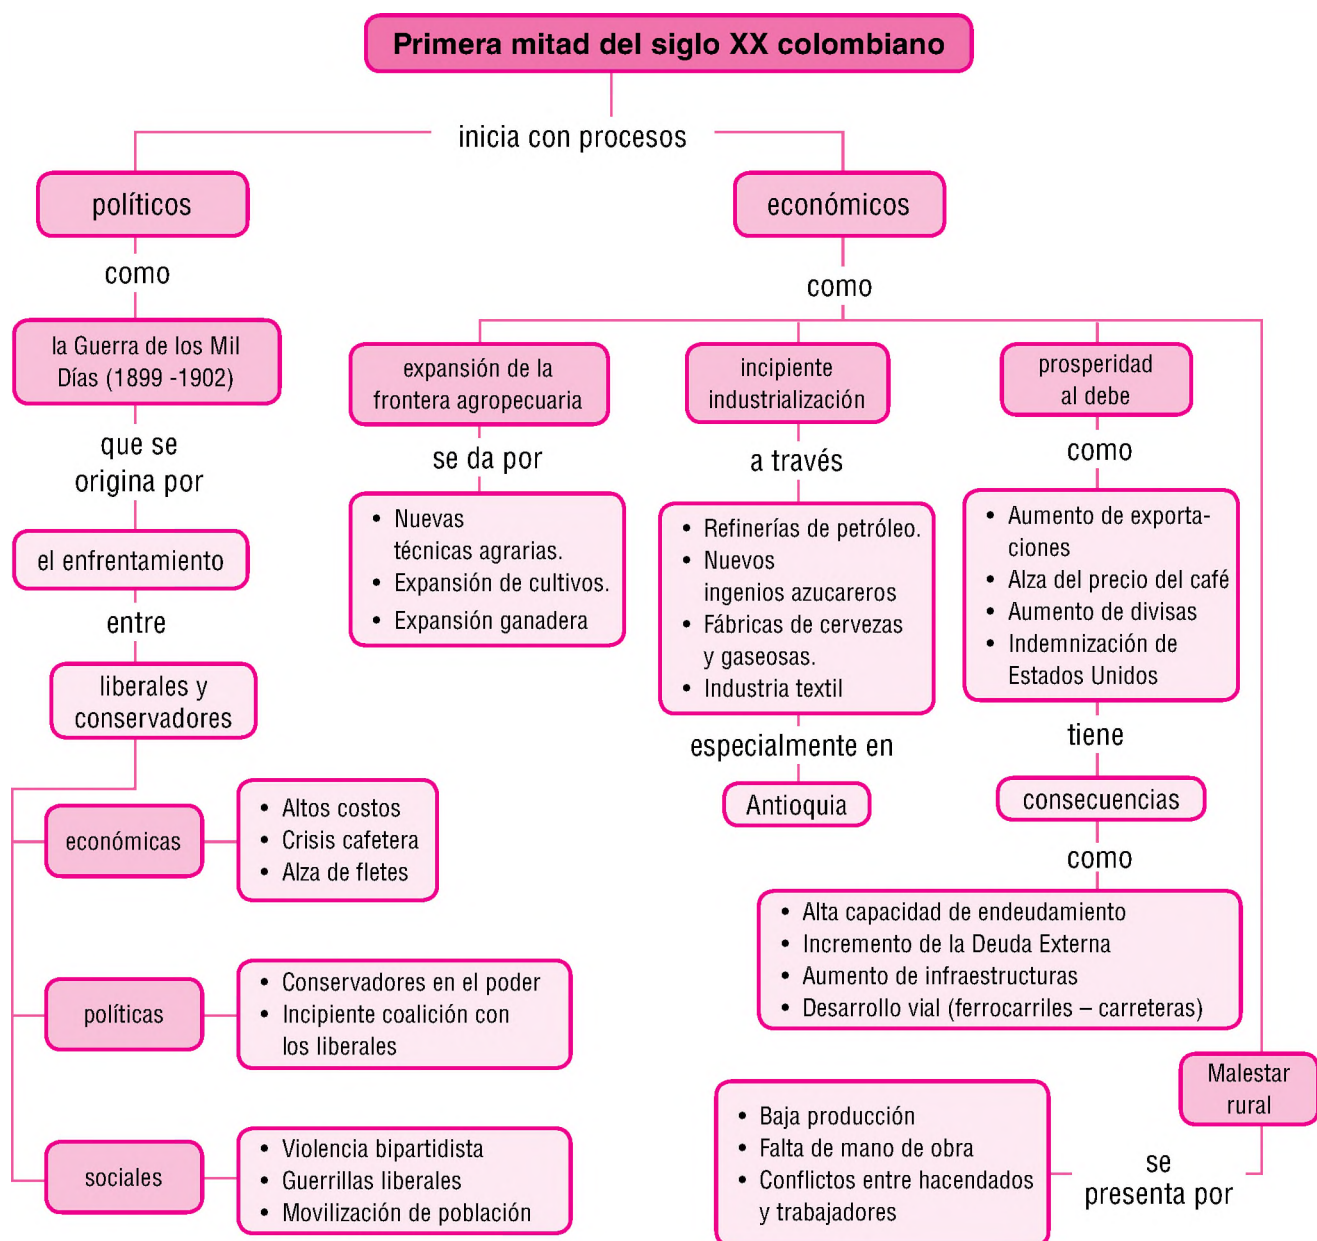 Primera mitad del siglo XX colombiano
inicia con procesos
políticos
como
la Guerra de los Mil
Días (1899 -1902)
que se
origina por
el enfrentamiento
entre
liberales y
conservadores
económicas
• Altos costos
• Crisis cafetera
• Alza de fletes
políticas
• Conservadores en el poder
• Incipiente coalición con
los liberales
sociales
• Violencia bipartidista
• Guerrillas liberales
• Movilización de población
económicos
como
expansión de la
frontera agropecuaria
se da por
• Nuevas
técnicas agrarias.
• Expansión de cultivos.
• Expansión ganadera
incipiente
industrialización
a través
• Refinerías de petróleo.
• Nuevos
ingenios azucareros
• Fábricas de cervezas
y gaseosas.
• Industria textil
especialmente en
Antioquia
prosperidad
al debe
como
• Aumento de exporta-
ciones
• Alza del precio del café
• Aumento de divisas
• Indemnización de
Estados Unidos
tiene
consecuencias
como
• Alta capacidad de endeudamiento
• Incremento de la Deuda Externa
• Aumento de infraestructuras
• Desarrollo vial (ferrocarriles – carreteras)
Malestar
rural
se
presenta por
• Baja producción
• Falta de mano de obra
• Conflictos entre hacendados
y trabajadores